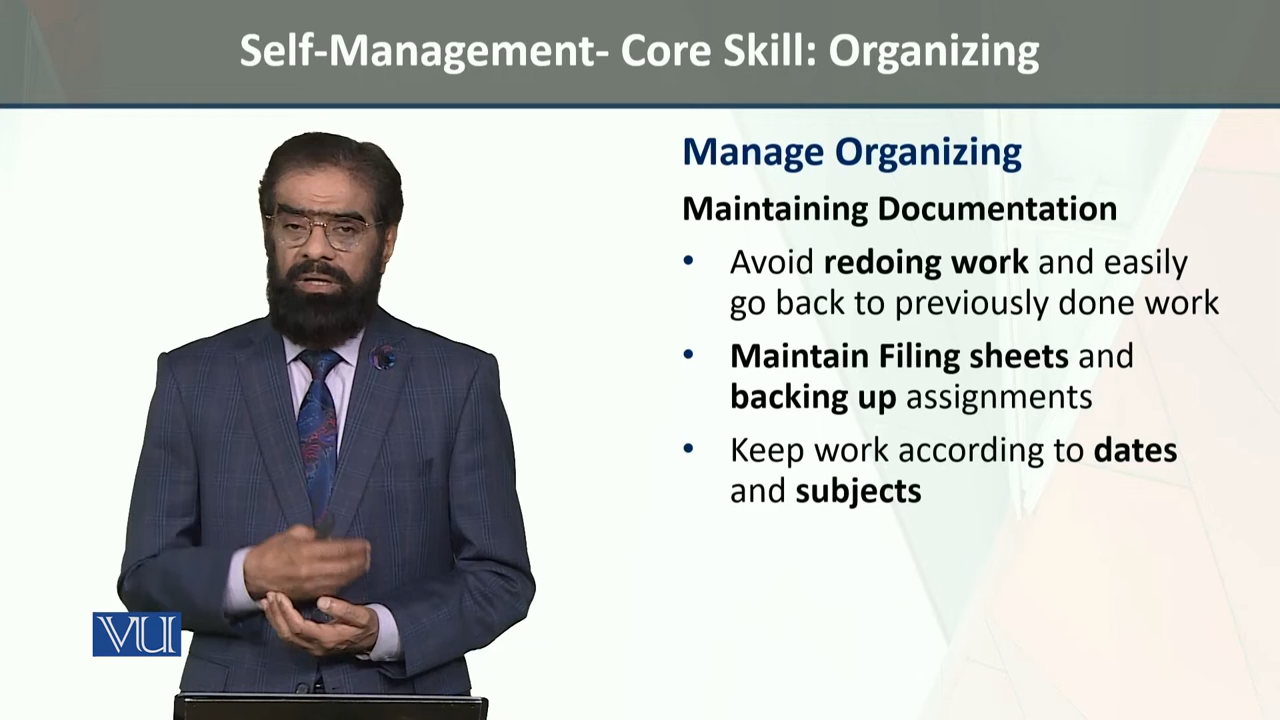 Self-Management- Core Skill: Organizing
Manage Organizing
Maintaining Documentation
• Avoid redoing work and easily
go back to previously done work
• Maintain Filing sheets and
backing up assignments
• Keep work according to dates
and subjects
VU